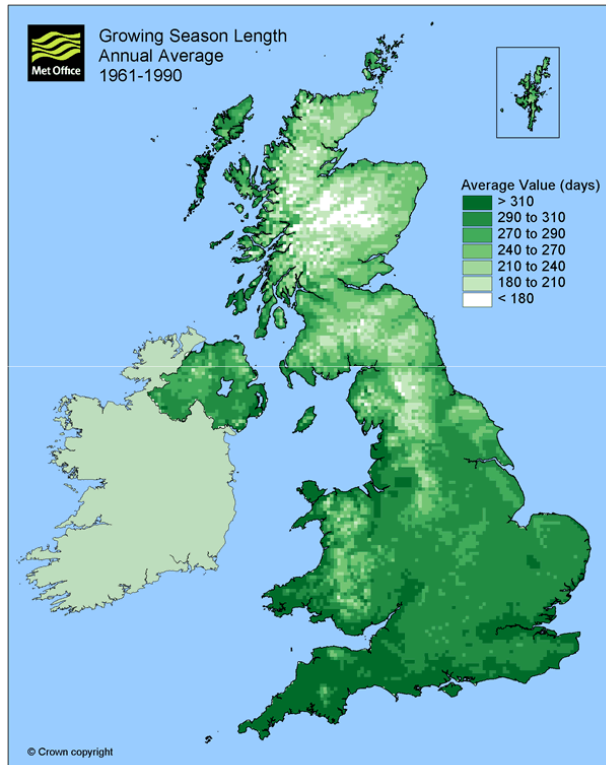 Met Office
Growing Season Length
Annual Average
1961-1990
Average Value (days)
> 310
290 to 310
270 to 290
240 to 270
210 to 240
180 to 210
< 180
© Crown copyright